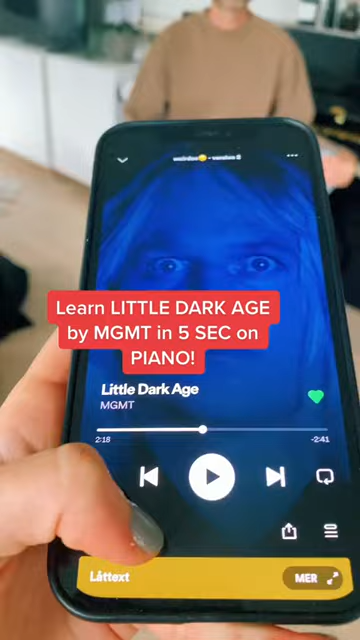 Learn LITTLE DARK AGE
by MGMT in 5 SEC on
PIANO!
Little Dark Age
MGMT
2:18
-2:41
Låttext
MER